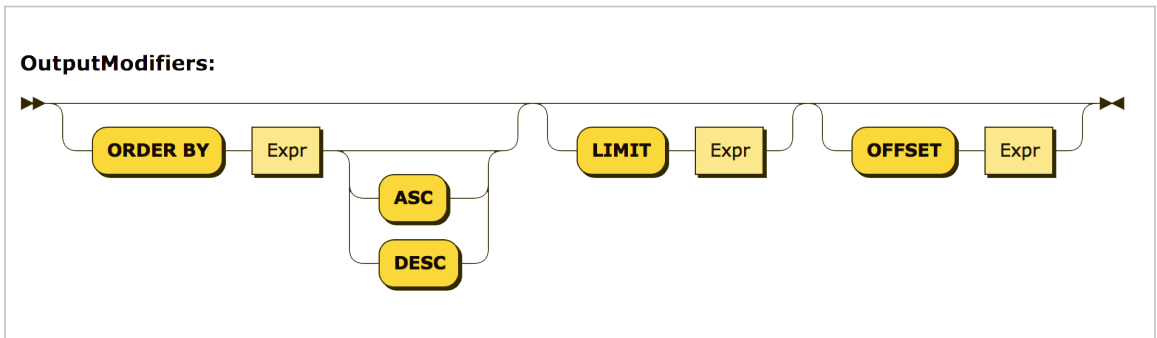 OutputModifiers:
ORDER BY Expr LIMIT Expr OFFSET Expr
ASC
DESC